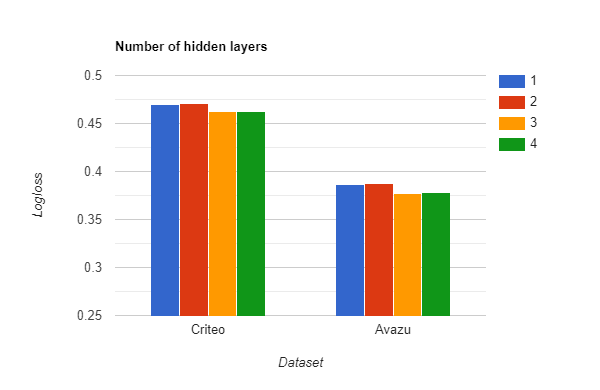 Number of hidden layers
0.5
0.45
0.4
0.35
0.3
0.25
Logloss
Criteo
Avazu
Dataset
1
2
3
4